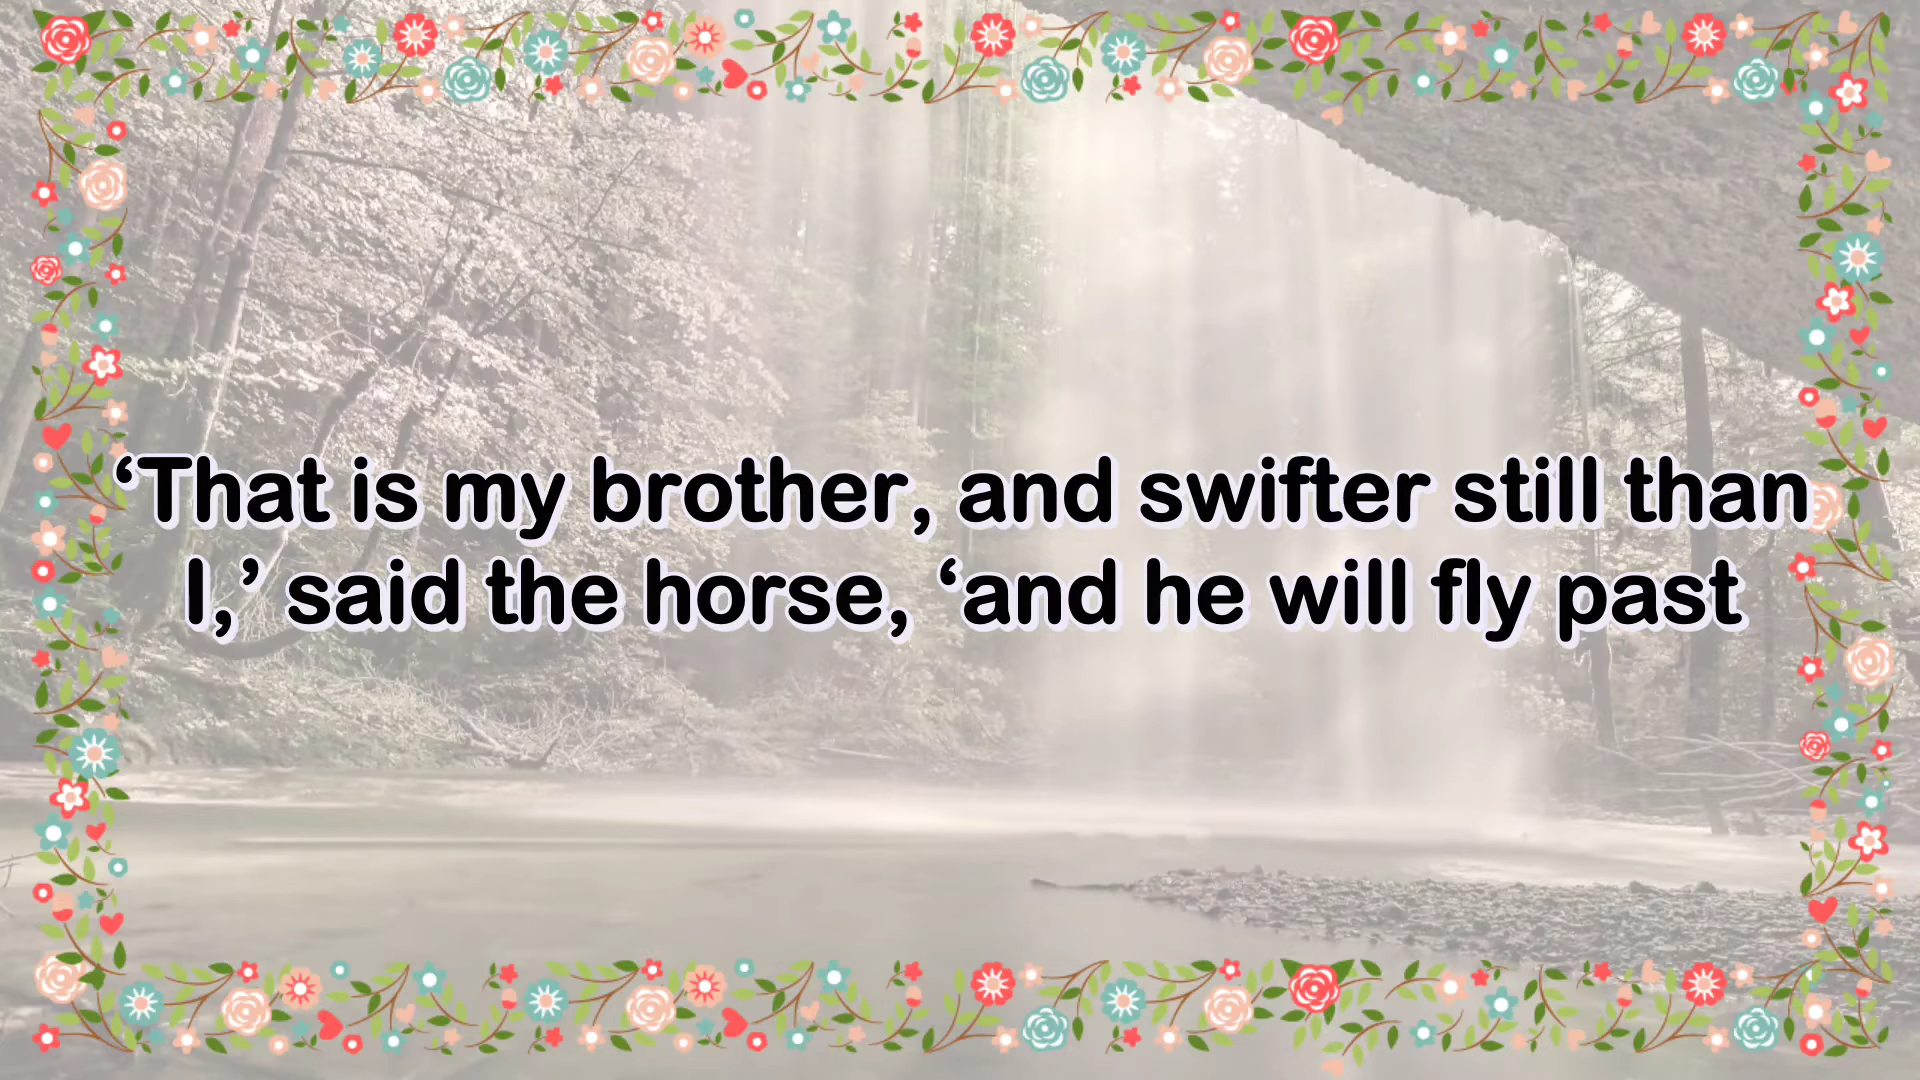 ‘That is my brother, and swifter still than
I,’ said the horse, ‘and he will fly past